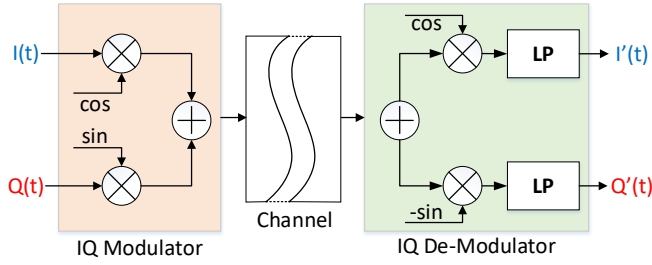 I(t)
cos
sin
Q(t)
IQ Modulator
Channel
cos
LP
I'(t)
-sin
LP
Q'(t)
IQ De-Modulator